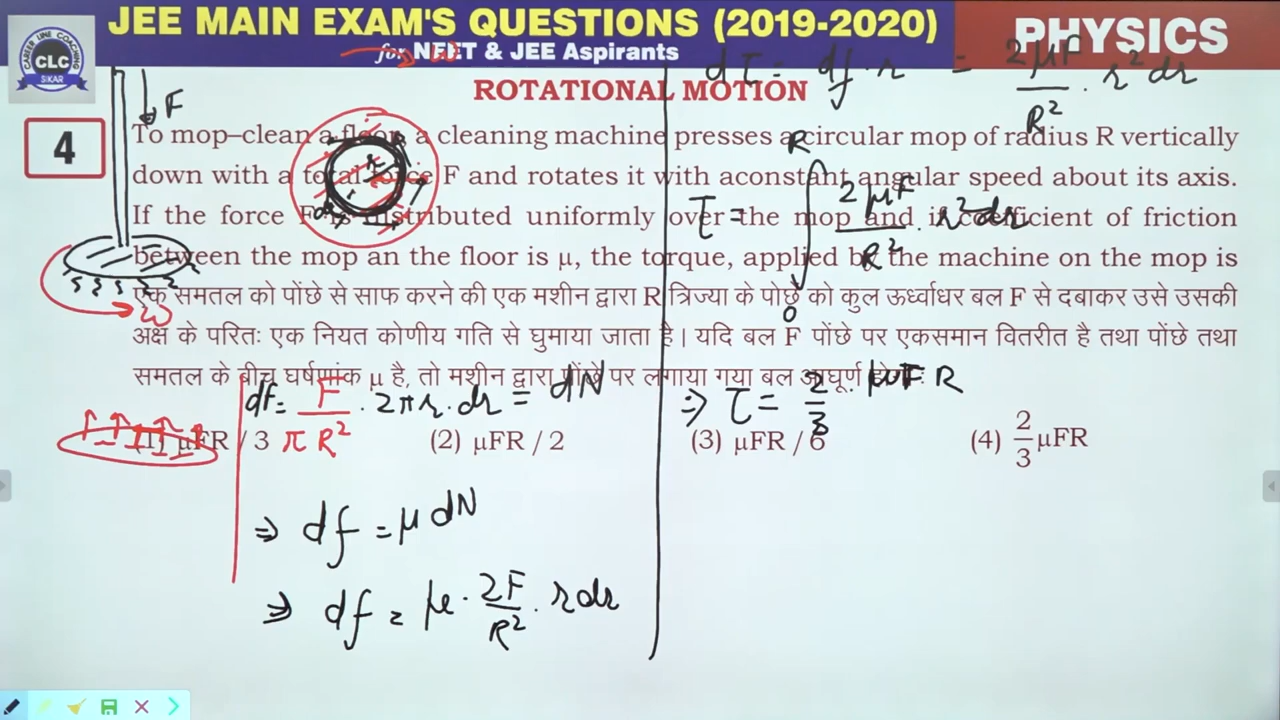 JEE MAIN EXAM'S QUESTIONS (2019-2020)
for NEET & JEE Aspirants
PHYSICS
CAREER LINE COACHING
CLC
SIKAR
ROTATIONAL MOTION
dτ = df · r = 2μF/R² · r² dr
F
4
To mop–clean a floor, a cleaning machine presses a circular mop of radius R vertically
down with a total force F and rotates it with aconstant angular speed about its axis.
If the force F is distributed uniformly over the mop and if coefficient of friction
between the mop an the floor is μ, the torque, applied by the machine on the mop is
τ = ∫₀ᴿ 2μF/R² · r² dr
एक समतल को पोंछे से साफ करने की एक मशीन द्वारा R त्रिज्या के पोछें को कुल ऊर्ध्वाधर बल F से दबाकर उसे उसकी
अक्ष के परितः एक नियत कोणीय गति से घुमाया जाता है। यदि बल F पोंछे पर एकसमान वितरीत है तथा पोंछे तथा
समतल के बीच घर्षणांक μ है, तो मशीन द्वारा पोंछे पर लगाया गया बल आघूर्ण
ω
dF = F/πR² · 2πr · dr = dN
⇒ τ = 2/3 μFR
(1) μFR / 3 (2) μFR / 2 (3) μFR / 6 (4) 2/3 μFR
⇒ df = μ dN
⇒ df = μ · 2F/R² · r dr